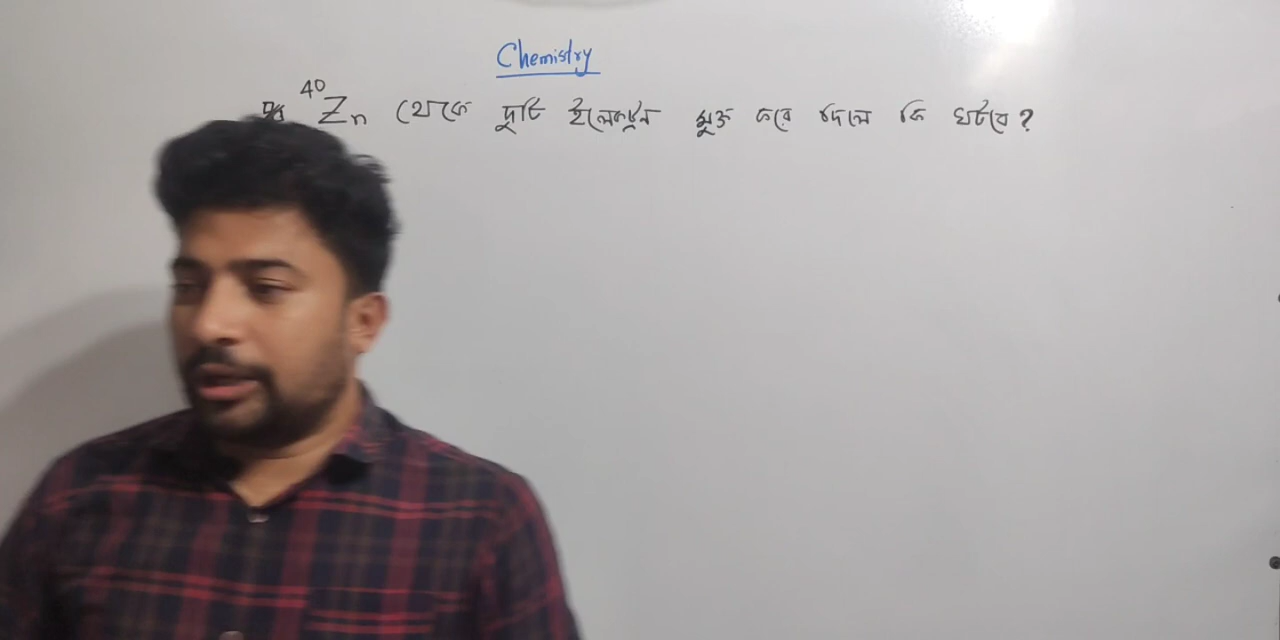 Chemistry
⁴⁰Zn থেকে দুটি ইলেকট্রন মুক্ত করে দিলে কি ঘটবে?